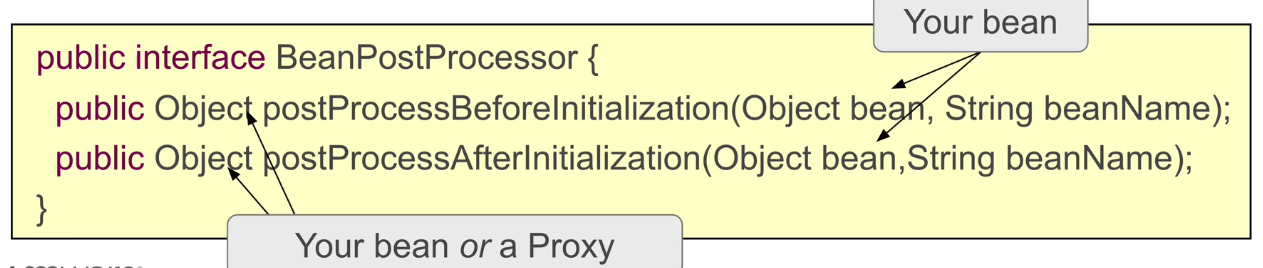 Your bean
public interface BeanPostProcessor {
public Object postProcessBeforeInitialization(Object bean, String beanName);
public Object postProcessAfterInitialization(Object bean,String beanName);
}
Your bean or a Proxy